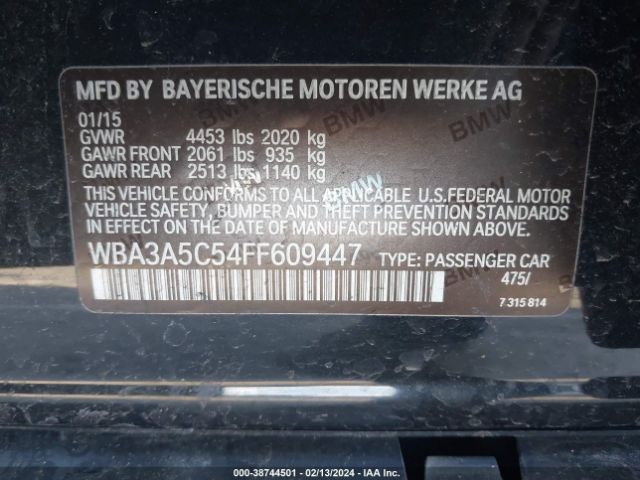 MFD BY BAYERISCHE MOTOREN WERKE AG
01/15
GVWR 4453 lbs 2020 kg
GAWR FRONT 2061 lbs 935 kg
GAWR REAR 2513 lbs 1140 kg
THIS VEHICLE CONFORMS TO ALL APPLICABLE U.S.FEDERAL MOTOR
VEHICLE SAFETY, BUMPER AND THEFT PREVENTION STANDARDS
IN EFFECT ON THE DATE OF MANUFACTURE SHOWN ABOVE.
WBA3A5C54FF609447 TYPE: PASSENGER CAR
475/
7 315 814
000-38744501 - 02/13/2024 - IAA Inc.